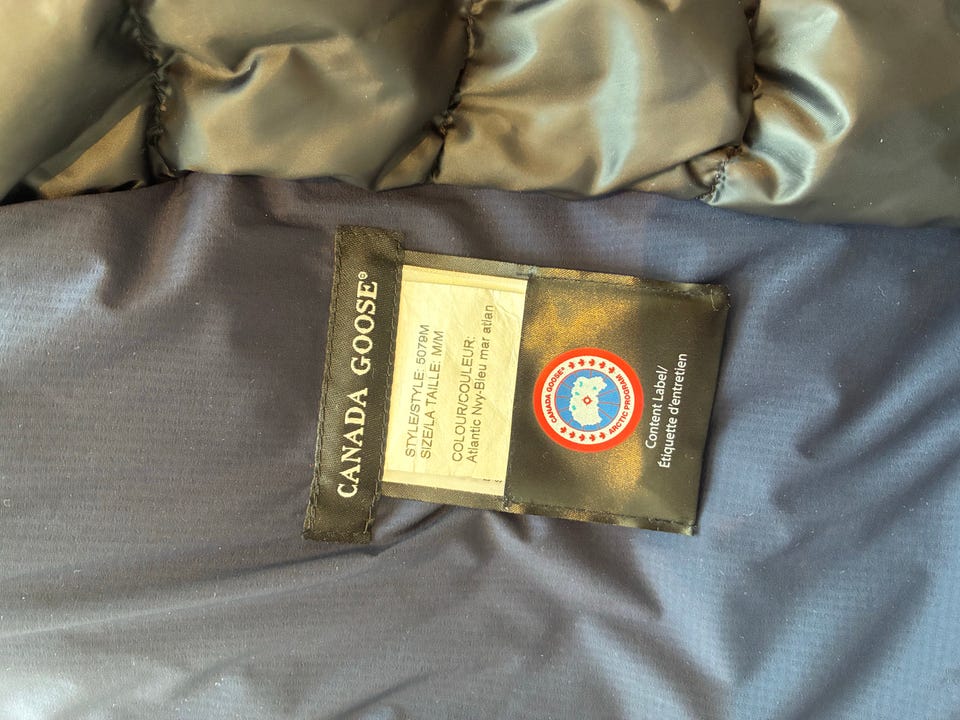 CANADA GOOSE®
STYLE/STYLE: 5079M
SIZE/LA TAILLE: M/M
COLOUR/COULEUR:
Atlantic Nvy-Bleu mar atlan
CANADA GOOSE®
ARCTIC PROGRAM
Content Label/
Étiquette d'entretien